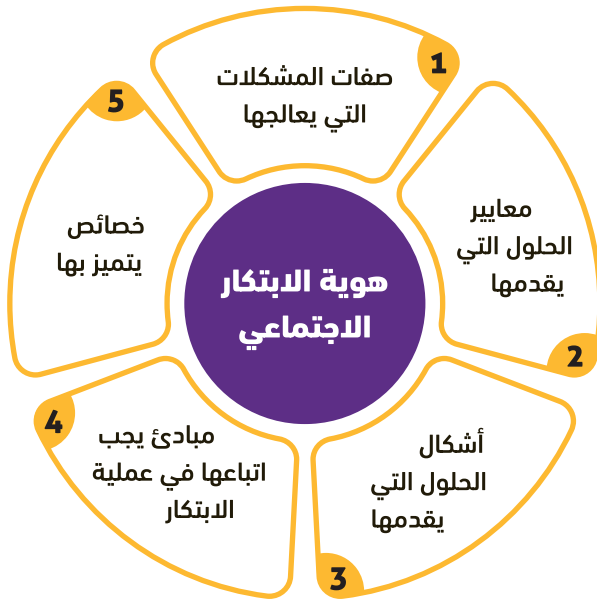 هوية الابتكار
الاجتماعي
1
صفات المشكلات
التي يعالجها
2
معايير
الحلول التي
يقدمها
3
أشكال
الحلول التي
يقدمها
4
مبادئ يجب
اتباعها في عملية
الابتكار
5
خصائص
يتميز بها